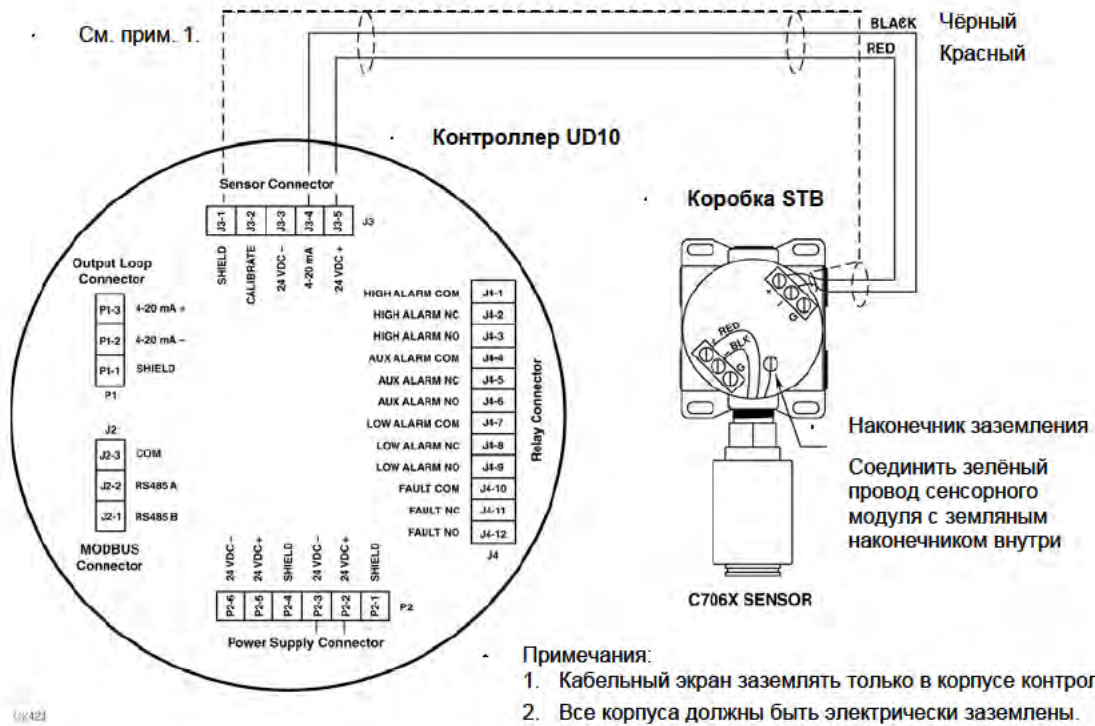 См. прим. 1.
BLACK
Чёрный
RED
Красный
Контроллер UD10
Sensor Connector
J3-1
J3-2
J3-3
J3-4
J3-5
J3
SHIELD
CALIBRATE
24 VDC –
4-20 mA
24 VDC +
Коробка STB
Output Loop
Connector
P1-3 4-20 mA +
P1-2 4-20 mA –
P1-1 SHIELD
P1
J2
J2-3 COM
J2-2 RS485 A
J2-1 RS485 B
MODBUS
Connector
HIGH ALARM COM J4-1
HIGH ALARM NC J4-2
HIGH ALARM NO J4-3
AUX ALARM COM J4-4
AUX ALARM NC J4-5
AUX ALARM NO J4-6
LOW ALARM COM J4-7
LOW ALARM NC J4-8
LOW ALARM NO J4-9
FAULT COM J4-10
FAULT NC J4-11
FAULT NO J4-12
J4
Relay Connector
24 VDC –
24 VDC +
SHIELD
24 VDC –
24 VDC +
SHIELD
P2-6
P2-5
P2-4
P2-3
P2-2
P2-1
P2
Power Supply Connector
+
–
G
RED
BLK
+
–
G
Наконечник заземления
Соединить зелёный
провод сенсорного
модуля с земляным
наконечником внутри
C706X SENSOR
Примечания:
1. Кабельный экран заземлять только в корпусе контрол
2. Все корпуса должны быть электрически заземлены.